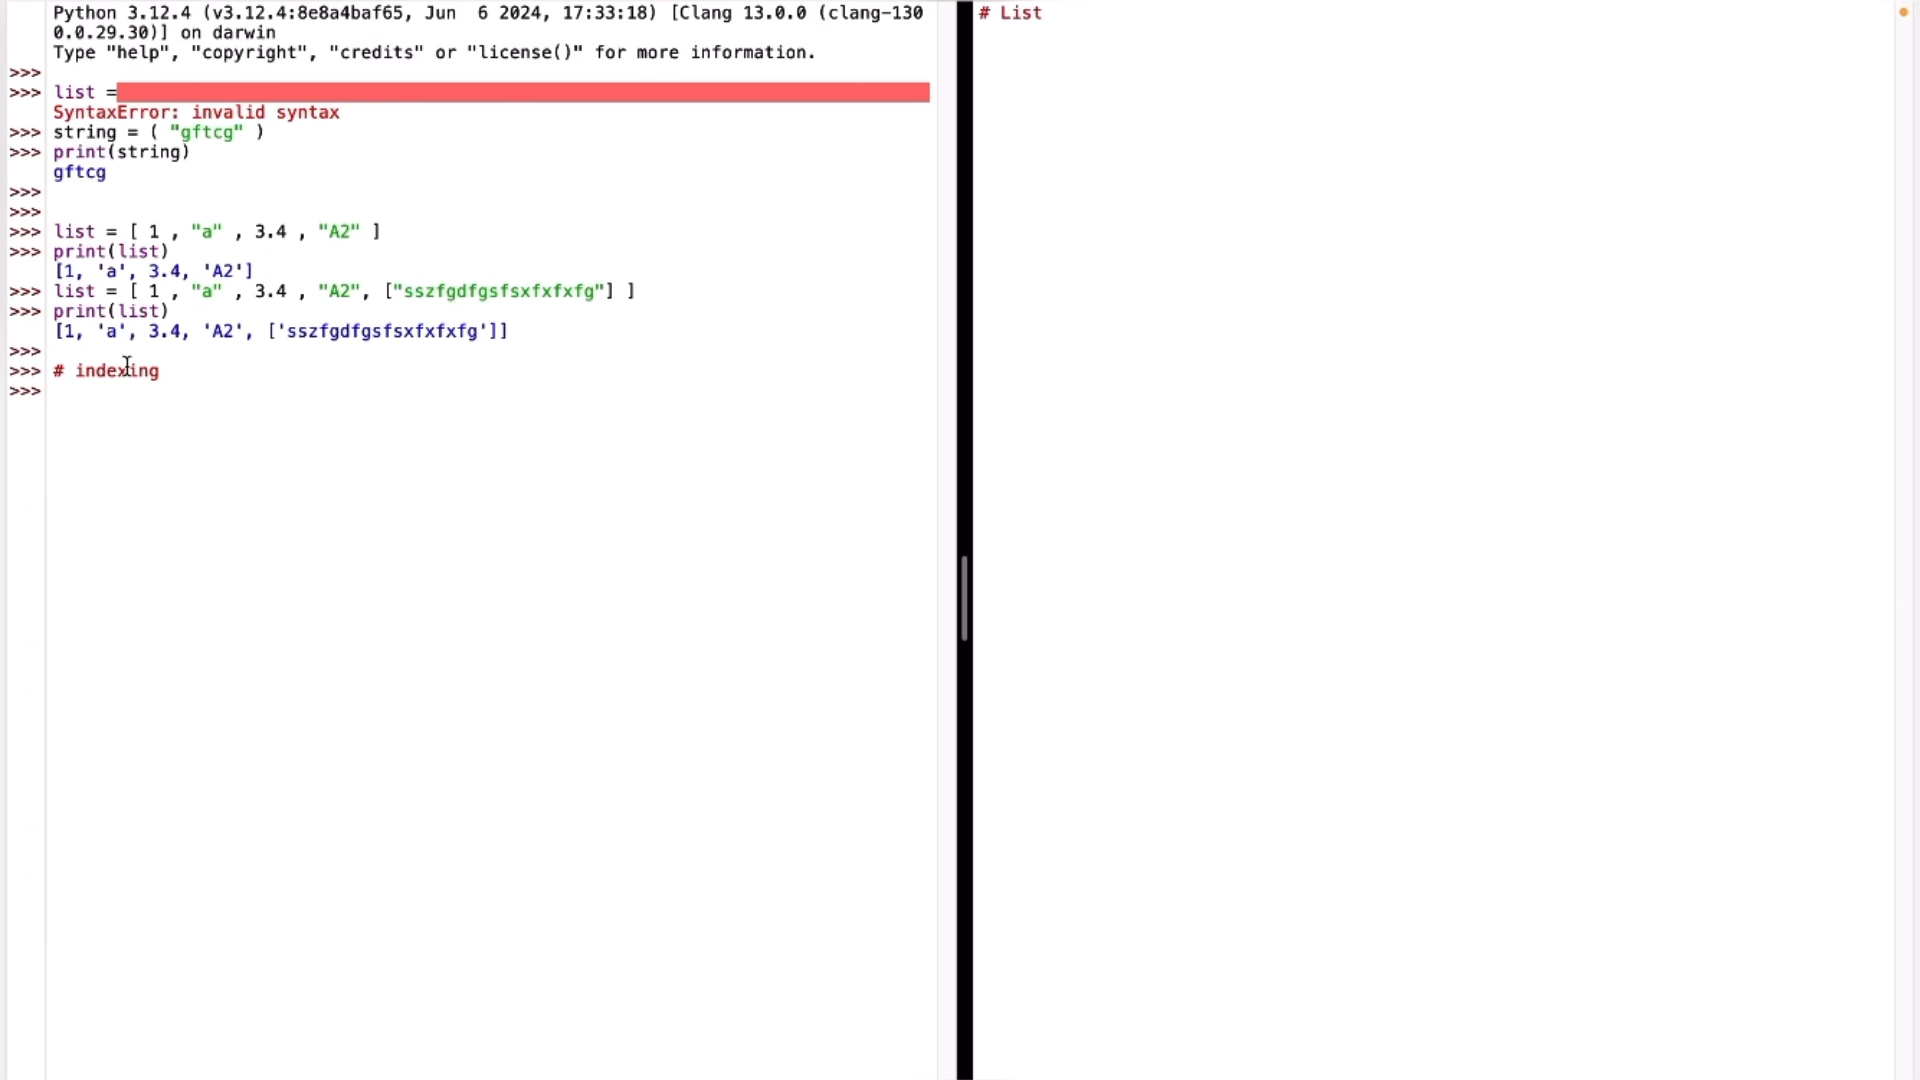 Python 3.12.4 (v3.12.4:8e8a4baf65, Jun  6 2024, 17:33:18) [Clang 13.0.0 (clang-130
0.0.29.30)] on darwin
Type "help", "copyright", "credits" or "license()" for more information.
>>>
>>> list =
SyntaxError: invalid syntax
>>> string = ( "gftcg" )
>>> print(string)
gftcg
>>>
>>>
>>> list = [ 1 , "a" , 3.4 , "A2" ]
>>> print(list)
[1, 'a', 3.4, 'A2']
>>> list = [ 1 , "a" , 3.4 , "A2", ["sszfgdfgsfsxfxfxfg"] ]
>>> print(list)
[1, 'a', 3.4, 'A2', ['sszfgdfgsfsxfxfxfg']]
>>>
>>> # indexing
>>>
# List